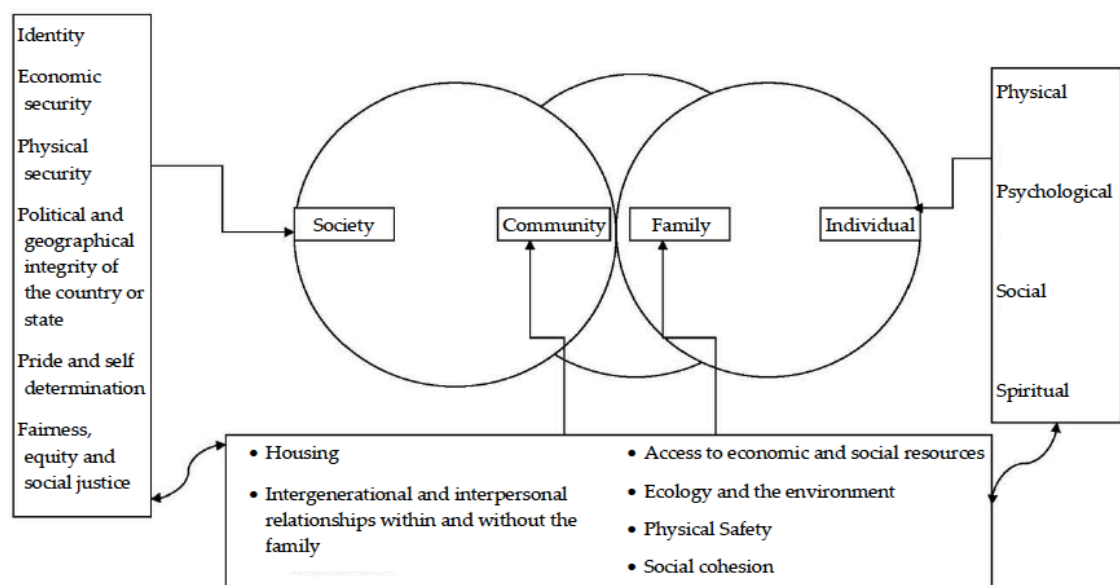 Identity
Economic
security
Physical
security
Political and
geographical
integrity of
the country or
state
Pride and self
determination
Fairness,
equity and
social justice
Society
Community
Family
Individual
Physical
Psychological
Social
Spiritual
• Housing
• Intergenerational and interpersonal
relationships within and without the
family
• Access to economic and social resources
• Ecology and the environment
• Physical Safety
• Social cohesion